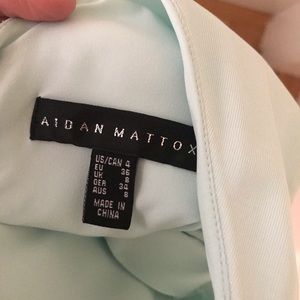 AIDAN MATTOX
US/CAN 4
EU 36
UK 8
GER 34
AUS 8
MADE IN
CHINA